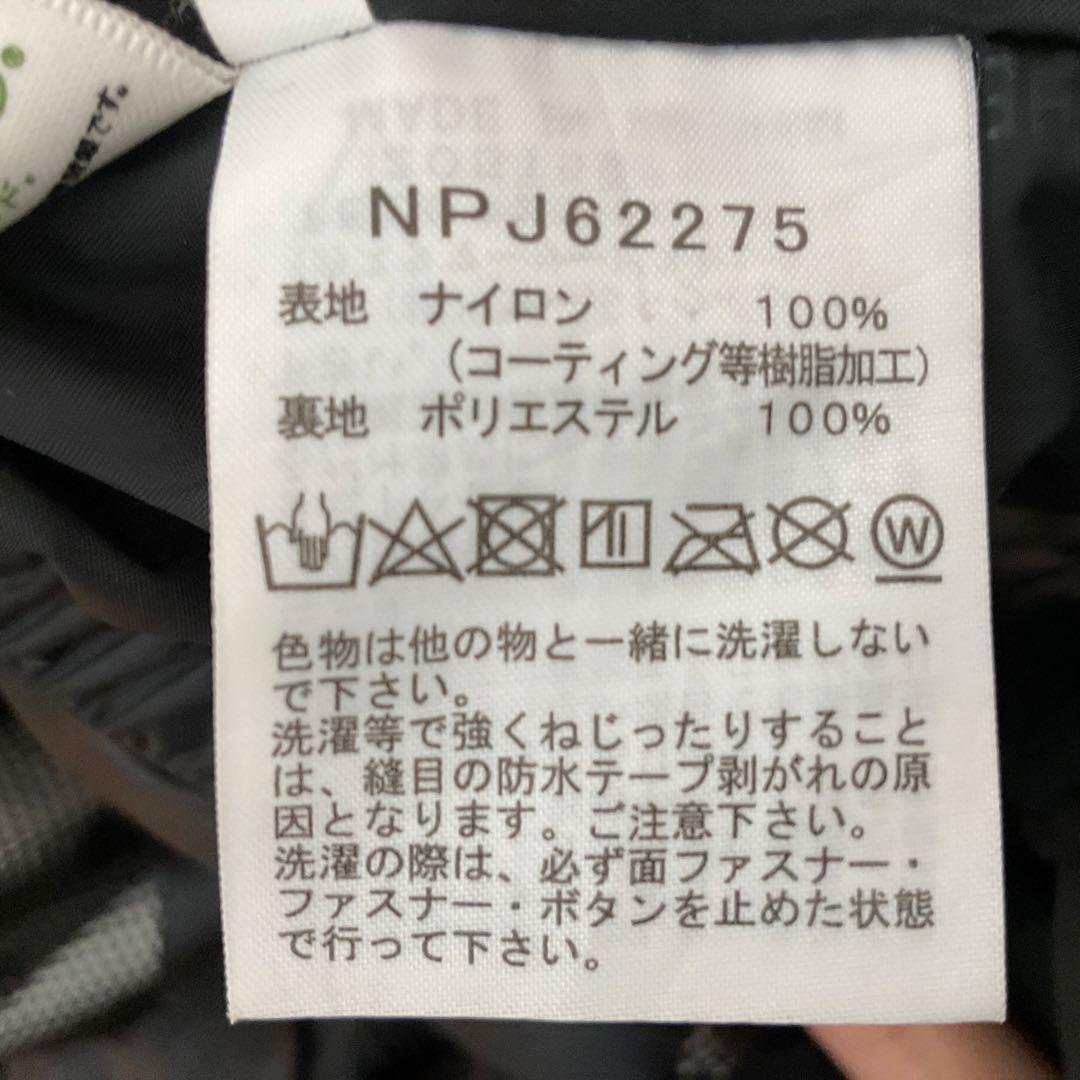 NPJ62275
表地 ナイロン 100%
(コーティング等樹脂加工)
裏地 ポリエステル 100%
W
色物は他の物と一緒に洗濯しない
で下さい。
洗濯等で強くねじったりすること
は、縫目の防水テープ剥がれの原
因となります。ご注意下さい。
洗濯の際は、必ず面ファスナー・
ファスナー・ボタンを止めた状態
で行って下さい。
です。
HE